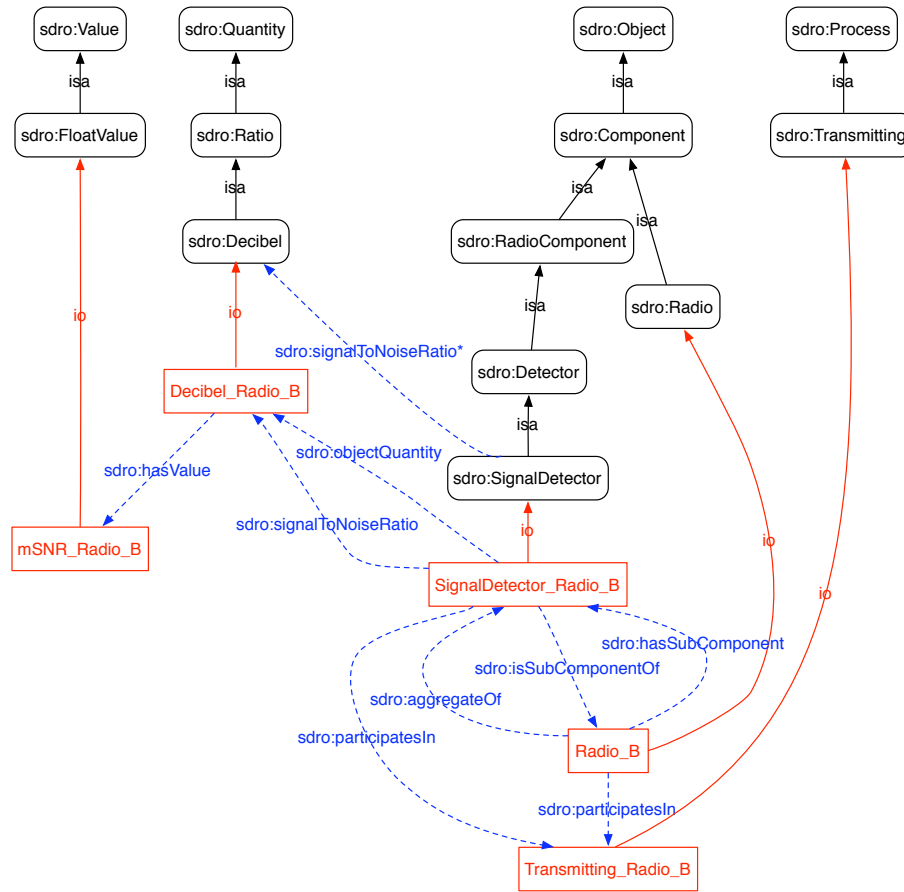 sdro:Value
sdro:Quantity
sdro:Object
sdro:Process
isa
isa
isa
isa
sdro:FloatValue
sdro:Ratio
sdro:Component
sdro:Transmitting
isa
isa
isa
sdro:Decibel
sdro:RadioComponent
isa
sdro:Radio
io
io
sdro:signalToNoiseRatio*
sdro:Detector
Decibel_Radio_B
isa
sdro:objectQuantity
sdro:hasValue
sdro:SignalDetector
sdro:signalToNoiseRatio
io
io
mSNR_Radio_B
SignalDetector_Radio_B
io
sdro:hasSubComponent
sdro:isSubComponentOf
sdro:aggregateOf
sdro:participatesIn
Radio_B
sdro:participatesIn
Transmitting_Radio_B